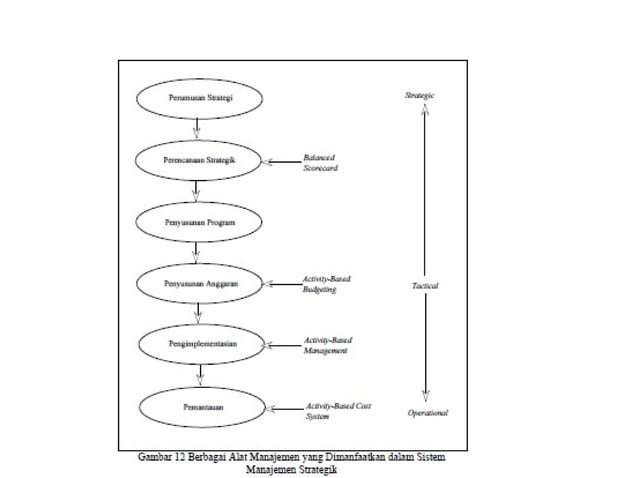 Perumusan Strategi
Strategic
Perencanaan Strategik
Balanced
Scorecard
Penyusunan Program
Penyusunan Anggaran
Activity-Based
Budgeting
Tactical
Pengimplementasian
Activity-Based
Management
Pemantauan
Activity-Based Cost
System
Operational
Gambar 12 Berbagai Alat Manajemen yang Dimanfaatkan dalam Sistem
Manajemen Strategik